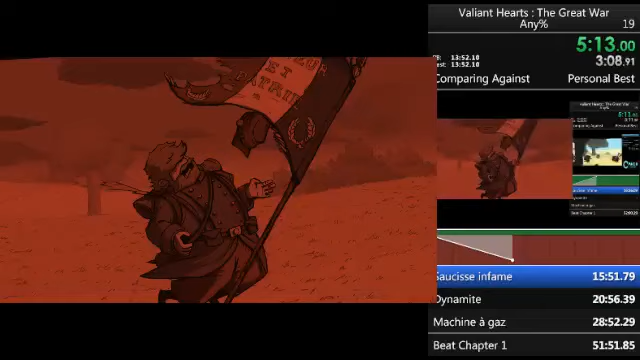 Valiant Hearts : The Great War
Any%
19
5:13.00
3:08.91
13:52.10
13:52.10
Comparing Against
Personal Best
ET
Saucisse infame
15:51.79
Dynamite
20:56.39
Machine à gaz
28:52.29
Beat Chapter 1
51:51.85